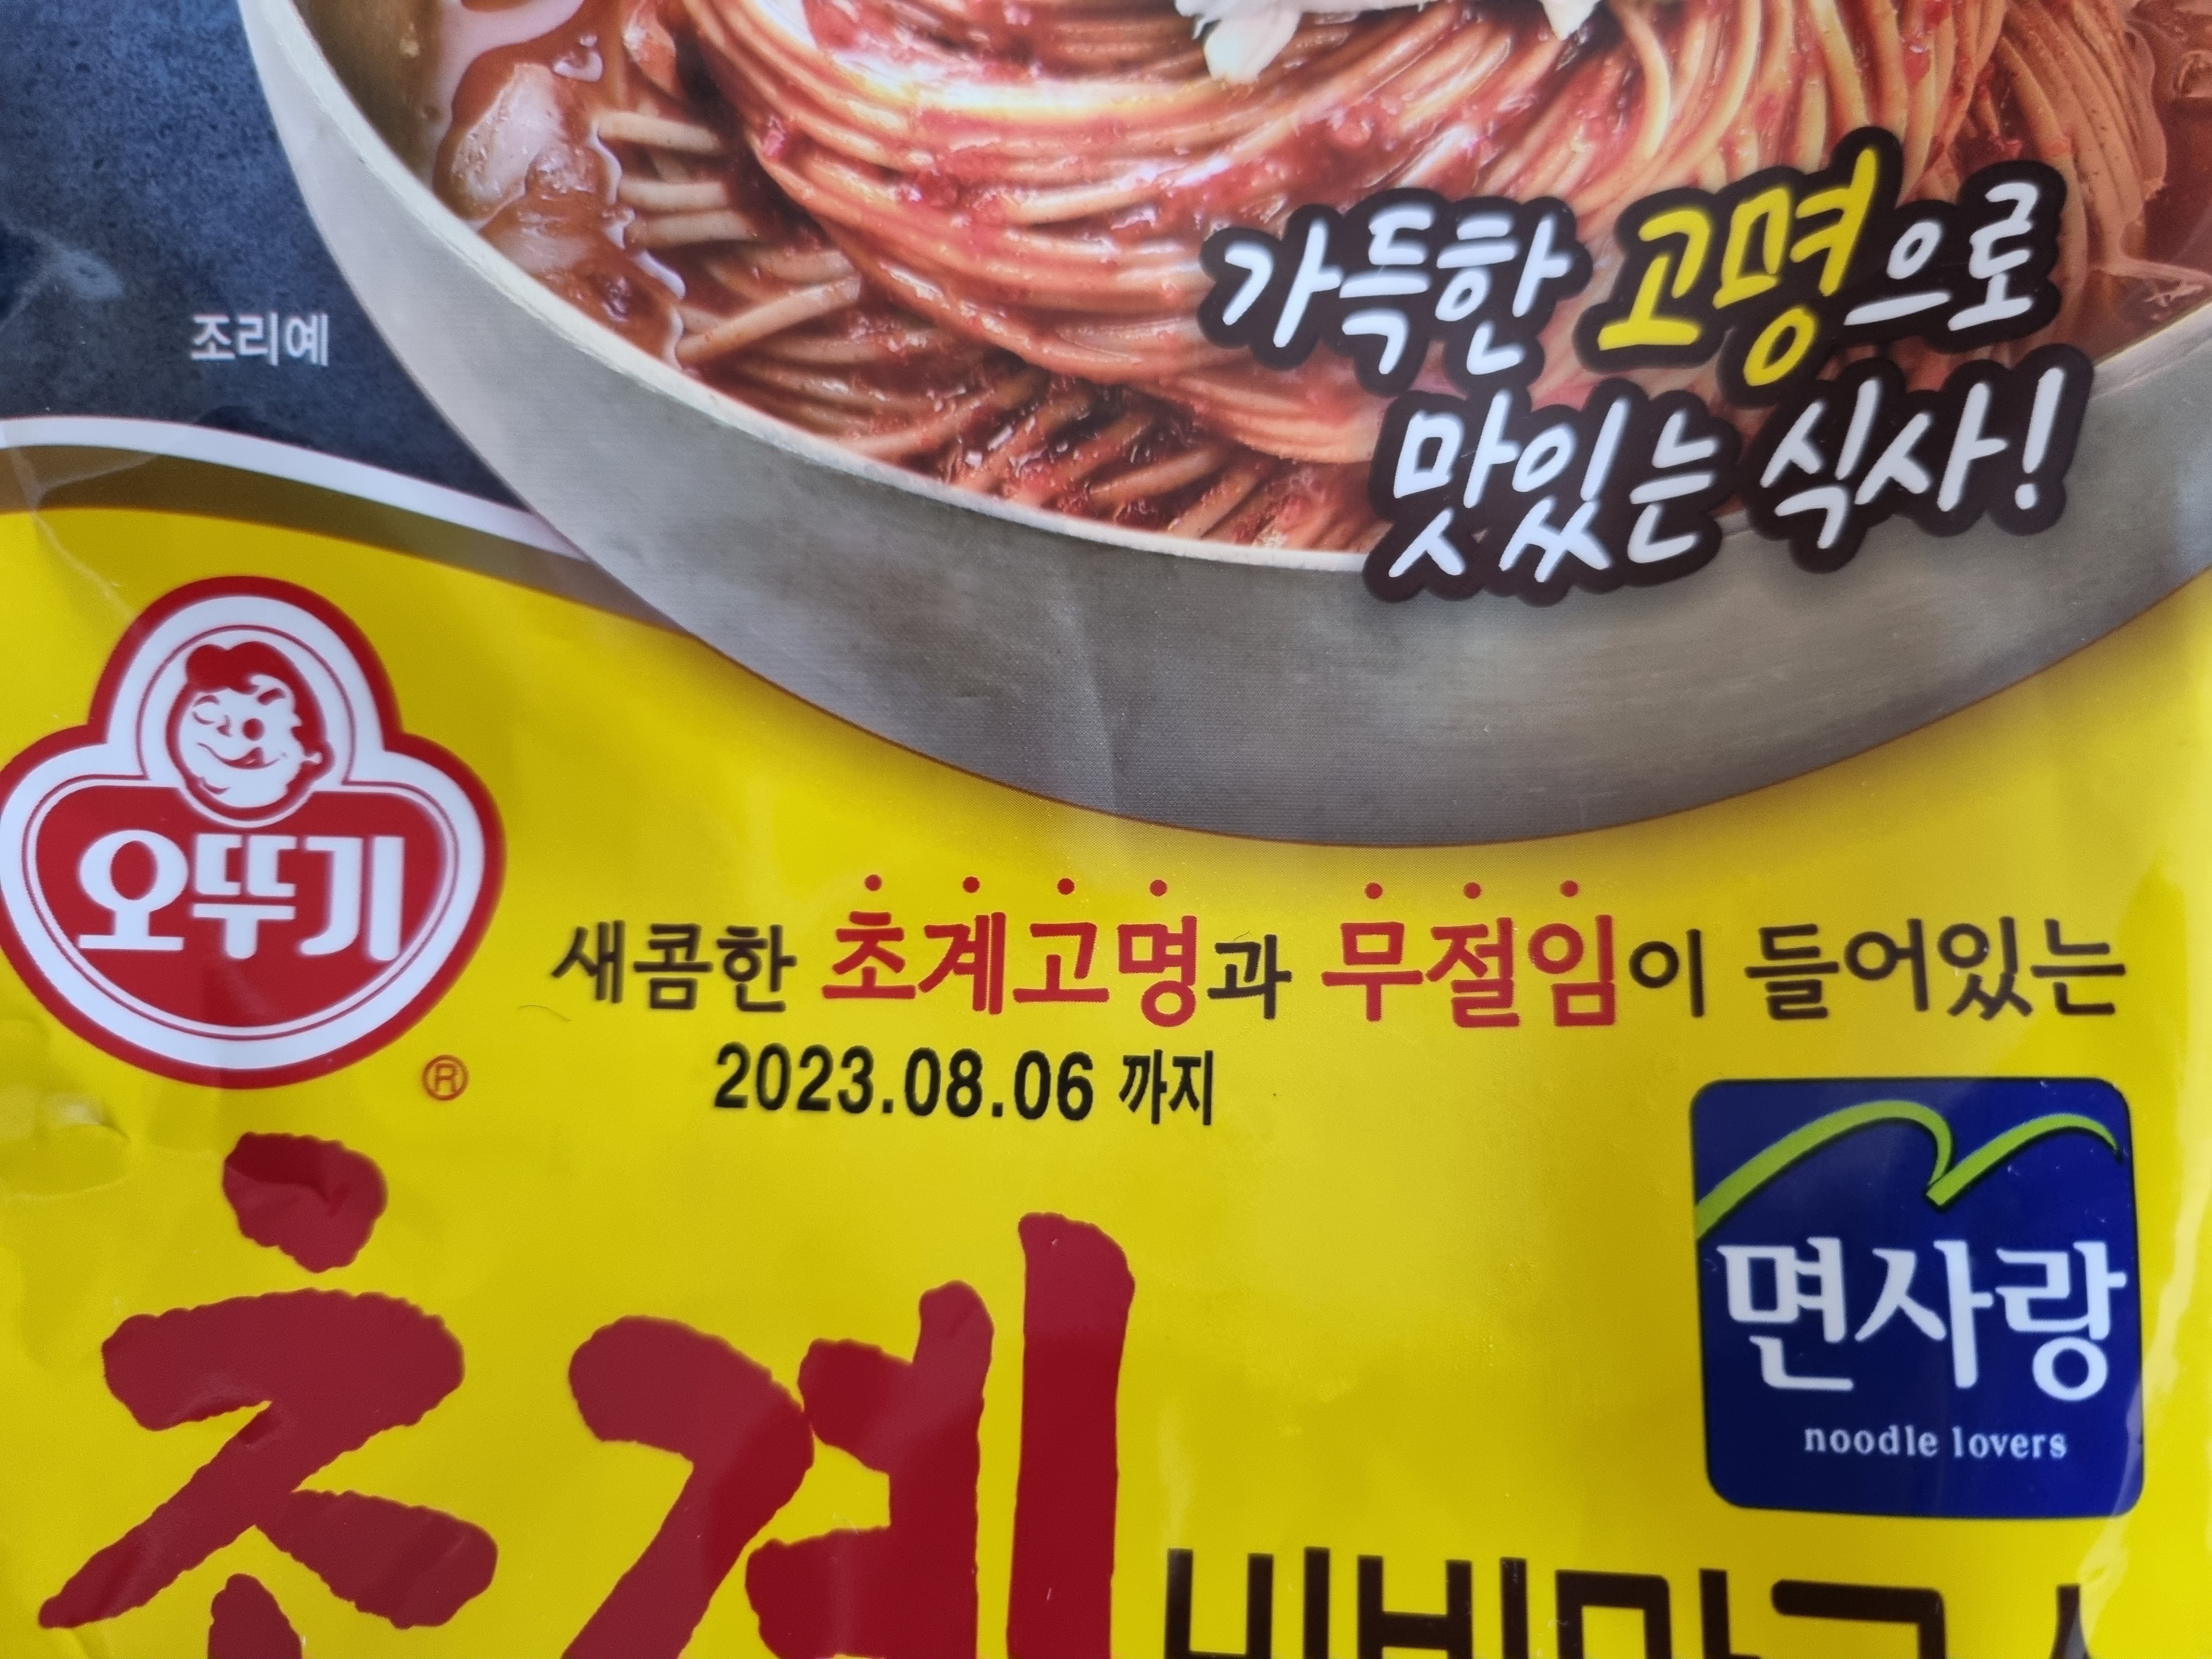 가득한 고명으로
맛있는 식사!
조리예
오뚜기
®
새콤한 초계고명과 무절임이 들어있는
2023.08.06 까지
면사랑
noodle lovers
초계